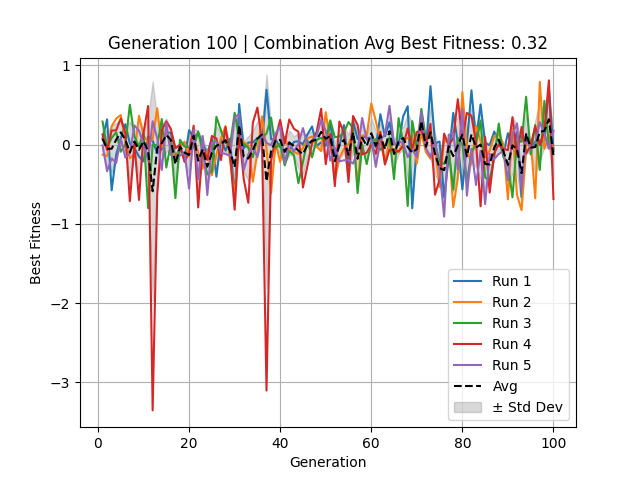 Generation 100 | Combination Avg Best Fitness: 0.32
Best Fitness
1
0
−1
−2
−3
0
20
40
60
80
100
Generation
Run 1
Run 2
Run 3
Run 4
Run 5
Avg
± Std Dev